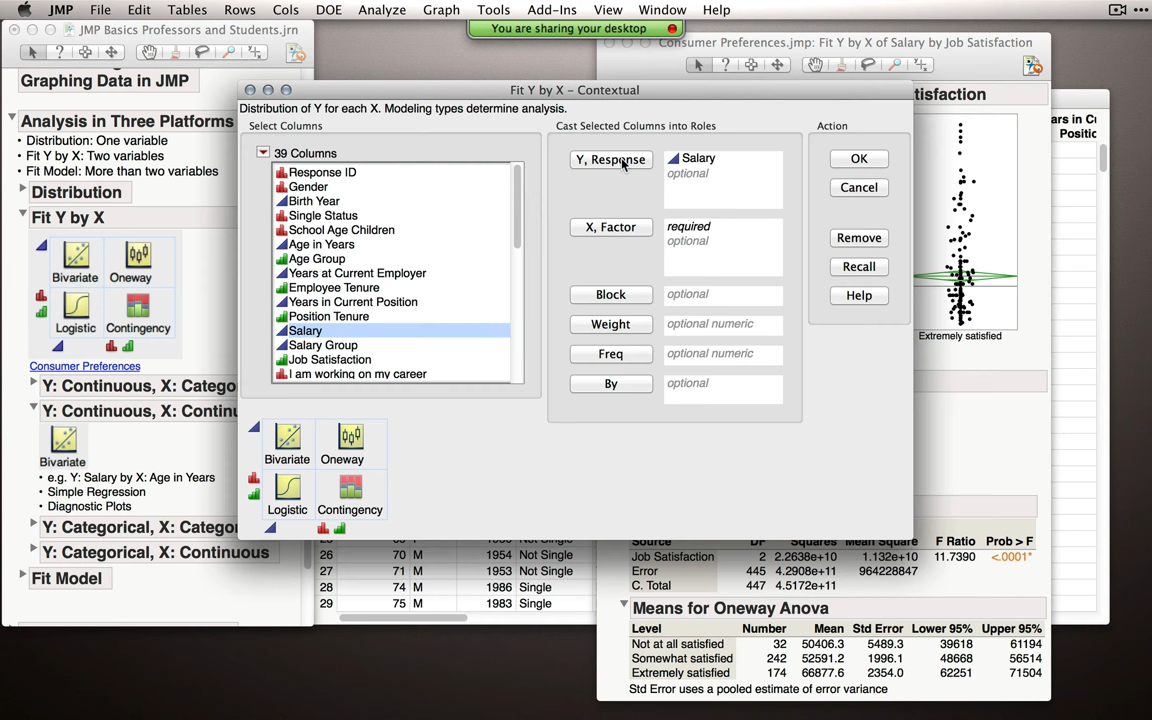 JMP File Edit Tables Rows Cols DOE Analyze Graph Tools Add-Ins View Window Help
You are sharing your desktop
JMP Basics Professors and Students.jrn
Graphing Data in JMP
Analysis in Three Platforms
• Distribution: One variable
• Fit Y by X: Two variables
• Fit Model: More than two variables
Distribution
Fit Y by X
Bivariate Oneway
Logistic Contingency
Consumer Preferences
Y: Continuous, X: Catego
Y: Continuous, X: Continu
Bivariate
• e.g. Y: Salary by X: Age in Years
• Simple Regression
• Diagnostic Plots
Y: Categorical, X: Catego
Y: Categorical, X: Continuous
Fit Model
Fit Y by X – Contextual
Distribution of Y for each X. Modeling types determine analysis.
Select Columns
39 Columns
Response ID
Gender
Birth Year
Single Status
School Age Children
Age in Years
Age Group
Years at Current Employer
Employee Tenure
Years in Current Position
Position Tenure
Salary
Salary Group
Job Satisfaction
I am working on my career
Bivariate Oneway
Logistic Contingency
Cast Selected Columns into Roles
Y, Response Salary
optional
X, Factor required
optional
Block optional
Weight optional numeric
Freq optional numeric
By optional
Action
OK
Cancel
Remove
Recall
Help
26 70 M 1954 Not Single
27 71 M 1953 Not Single
28 74 M 1986 Single
29 75 M 1983 Single
Consumer Preferences.jmp: Fit Y by X of Salary by Job Satisfaction
tisfaction
Extremely satisfied
Source DF Squares Mean Square F Ratio Prob > F
Job Satisfaction 2 2.2638e+10 1.132e+10 11.7390 <.0001*
Error 445 4.2908e+11 964228847
C. Total 447 4.5172e+11
Means for Oneway Anova
Level Number Mean Std Error Lower 95% Upper 95%
Not at all satisfied 32 50406.3 5489.3 39618 61194
Somewhat satisfied 242 52591.2 1996.1 48668 56514
Extremely satisfied 174 66877.6 2354.0 62251 71504
Std Error uses a pooled estimate of error variance
ars in Cu
Positic